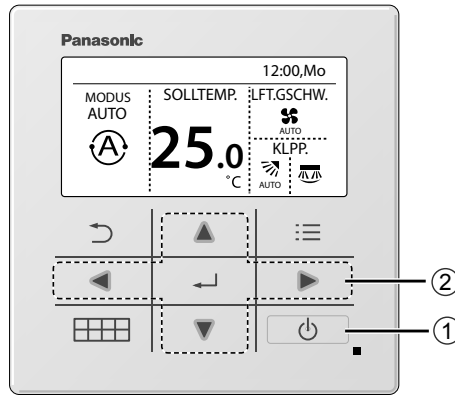 Panasonic
12:00,Mo
MODUS
AUTO
A
SOLLTEMP.
25.0
°C
LFT.GSCHW.
AUTO
KLPP.
AUTO
2
1